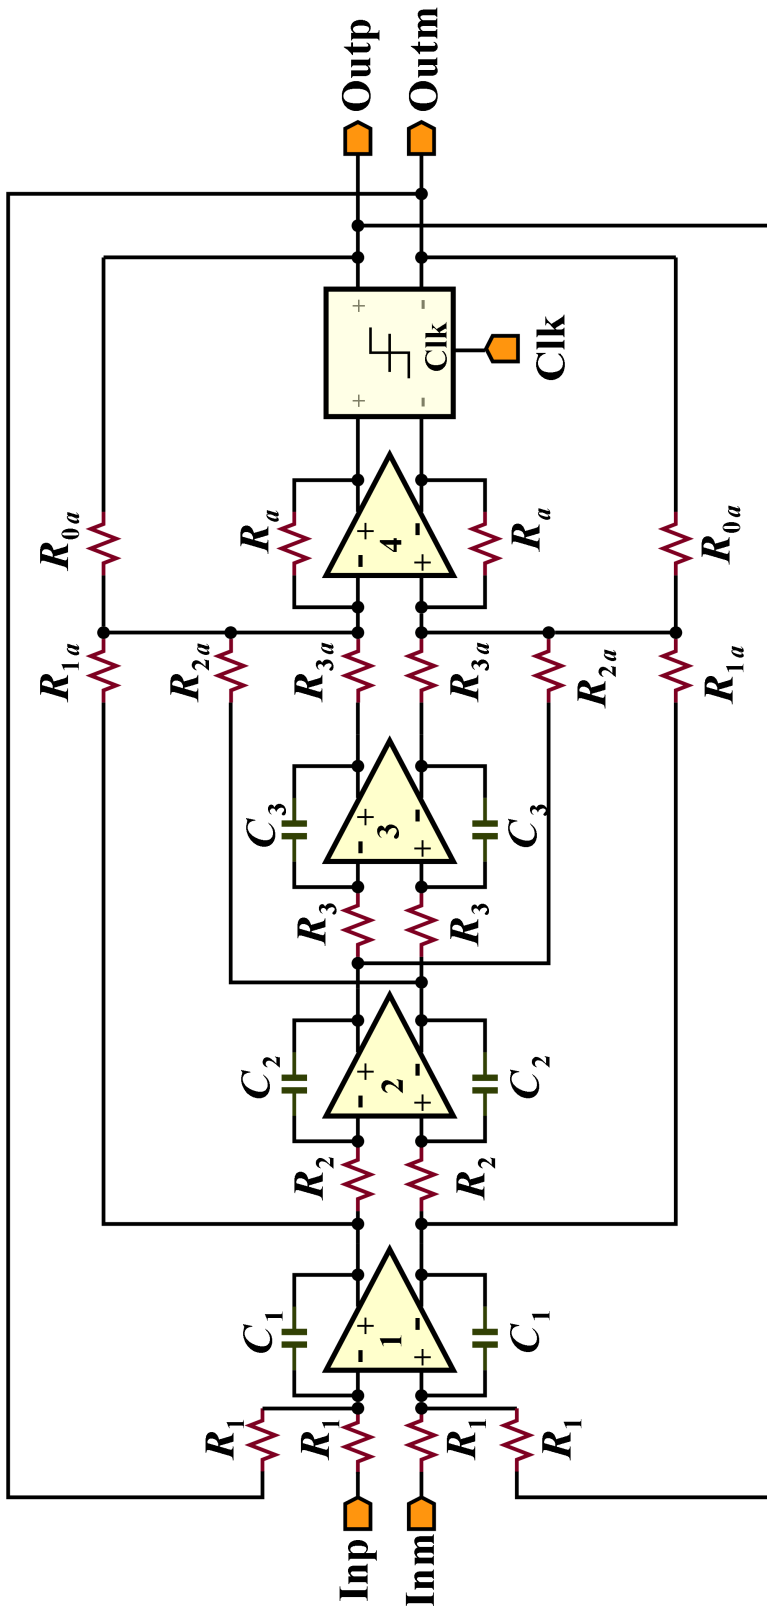 Outp
Outm
+
-
Clk
+
-
Clk
R0a
Ra
4
+
-
-
+
Ra
R0a
R1a
R2a
R3a
R3a
R2a
R1a
C3
3
+
-
-
+
C3
R3
R3
C2
2
+
-
-
+
C2
R2
R2
C1
1
+
-
-
+
C1
R1
R1
R1
R1
Inp
Inm